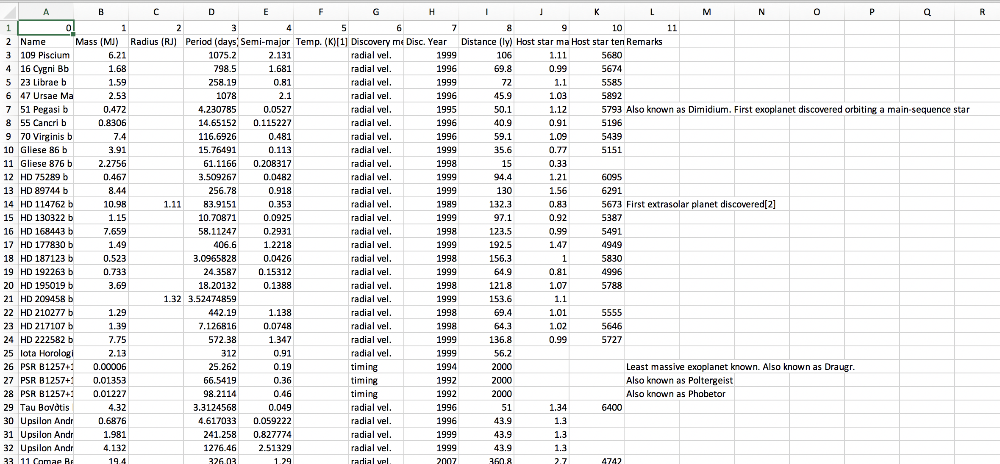 A B C D E F G H I J K L M N O P Q R
1 0 1 2 3 4 5 6 7 8 9 10 11
2 Name Mass (MJ) Radius (RJ) Period (days) Semi-major Temp. (K)[1] Discovery me Disc. Year Distance (ly) Host star ma Host star ten Remarks
3 109 Piscium 6.21 1075.2 2.131 radial vel. 1999 106 1.11 5680
4 16 Cygni Bb 1.68 798.5 1.681 radial vel. 1996 69.8 0.99 5674
5 23 Librae b 1.59 258.19 0.81 radial vel. 1999 72 1.1 5585
6 47 Ursae Ma 2.53 1078 2.1 radial vel. 1996 45.9 1.03 5892
7 51 Pegasi b 0.472 4.230785 0.0527 radial vel. 1995 50.1 1.12 5793 Also known as Dimidium. First exoplanet discovered orbiting a main-sequence star
8 55 Cancri b 0.8306 14.65152 0.115227 radial vel. 1996 40.9 0.91 5196
9 70 Virginis b 7.4 116.6926 0.481 radial vel. 1996 59.1 1.09 5439
10 Gliese 86 b 3.91 15.76491 0.113 radial vel. 1999 35.6 0.77 5151
11 Gliese 876 b 2.2756 61.1166 0.208317 radial vel. 1998 15 0.33
12 HD 75289 b 0.467 3.509267 0.0482 radial vel. 1999 94.4 1.21 6095
13 HD 89744 b 8.44 256.78 0.918 radial vel. 1999 130 1.56 6291
14 HD 114762 b 10.98 1.11 83.9151 0.353 radial vel. 1989 132.3 0.83 5673 First extrasolar planet discovered[2]
15 HD 130322 b 1.15 10.70871 0.0925 radial vel. 1999 97.1 0.92 5387
16 HD 168443 b 7.659 58.11247 0.2931 radial vel. 1998 123.5 0.99 5491
17 HD 177830 b 1.49 406.6 1.2218 radial vel. 1999 192.5 1.47 4949
18 HD 187123 b 0.523 3.0965828 0.0426 radial vel. 1998 156.3 1 5830
19 HD 192263 b 0.733 24.3587 0.15312 radial vel. 1999 64.9 0.81 4996
20 HD 195019 b 3.69 18.20132 0.1388 radial vel. 1998 121.8 1.07 5788
21 HD 209458 b 1.32 3.52474859 radial vel. 1999 153.6 1.1
22 HD 210277 b 1.29 442.19 1.138 radial vel. 1998 69.4 1.01 5555
23 HD 217107 b 1.39 7.126816 0.0748 radial vel. 1998 64.3 1.02 5646
24 HD 222582 b 7.75 572.38 1.347 radial vel. 1999 136.8 0.99 5727
25 Iota Horologi 2.13 312 0.91 radial vel. 1999 56.2
26 PSR B1257+1 0.00006 25.262 0.19 timing 1994 2000 Least massive exoplanet known. Also known as Draugr.
27 PSR B1257+1 0.01353 66.5419 0.36 timing 1992 2000 Also known as Poltergeist
28 PSR B1257+1 0.01227 98.2114 0.46 timing 1992 2000 Also known as Phobetor
29 Tau Bo√∂tis 4.32 3.3124568 0.049 radial vel. 1996 51 1.34 6400
30 Upsilon Andr 0.6876 4.617033 0.059222 radial vel. 1996 43.9 1.3
31 Upsilon Andr 1.981 241.258 0.827774 radial vel. 1999 43.9 1.3
32 Upsilon Andr 4.132 1276.46 2.51329 radial vel. 1999 43.9 1.3
33 11 Comae Be 19.4 326.03 1.29 radial vel. 2007 360.8 2.7 4742